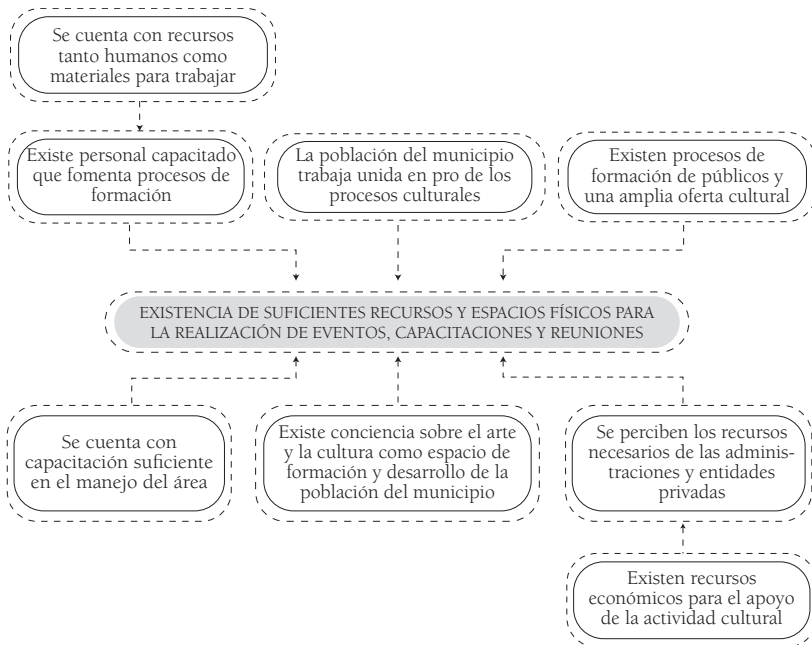 Se cuenta con recursos
tanto humanos como
materiales para trabajar
Existe personal capacitado
que fomenta procesos de
formación
La población del municipio
trabaja unida en pro de los
procesos culturales
Existen procesos de
formación de públicos y
una amplia oferta cultural
EXISTENCIA DE SUFICIENTES RECURSOS Y ESPACIOS FÍSICOS PARA
LA REALIZACIÓN DE EVENTOS, CAPACITACIONES Y REUNIONES
Se cuenta con
capacitación suficiente
en el manejo del área
Existe conciencia sobre el arte
y la cultura como espacio de
formación y desarrollo de la
población del municipio
Se perciben los recursos
necesarios de las adminis-
traciones y entidades
privadas
Existen recursos
económicos para el apoyo
de la actividad cultural